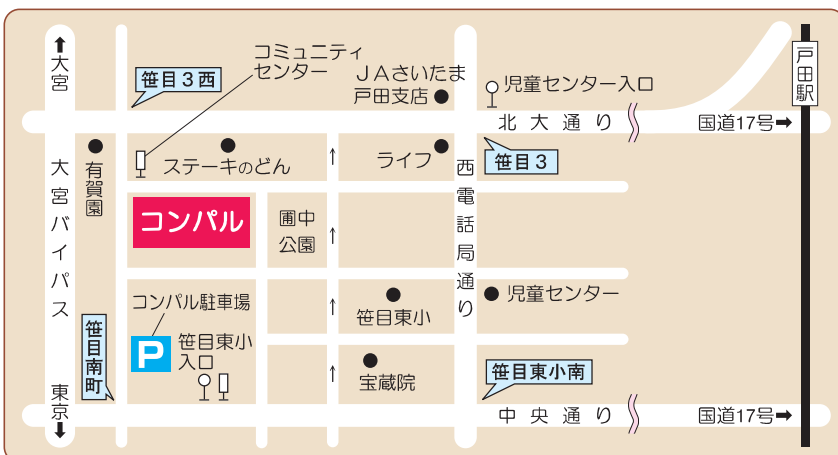 大宮
笹目3西
コミュニティ
センター
JAさいたま
戸田支店
児童センター入口
戸田駅
北大通り
国道17号
有賀園
ステーキのどん
ライフ
笹目3
大宮バイパス
コンパル
圃中
公園
西電話局通り
コンパル駐車場
笹目東小
児童センター
笹目南町
P
笹目東小
入口
宝蔵院
笹目東小南
東京
中央通り
国道17号